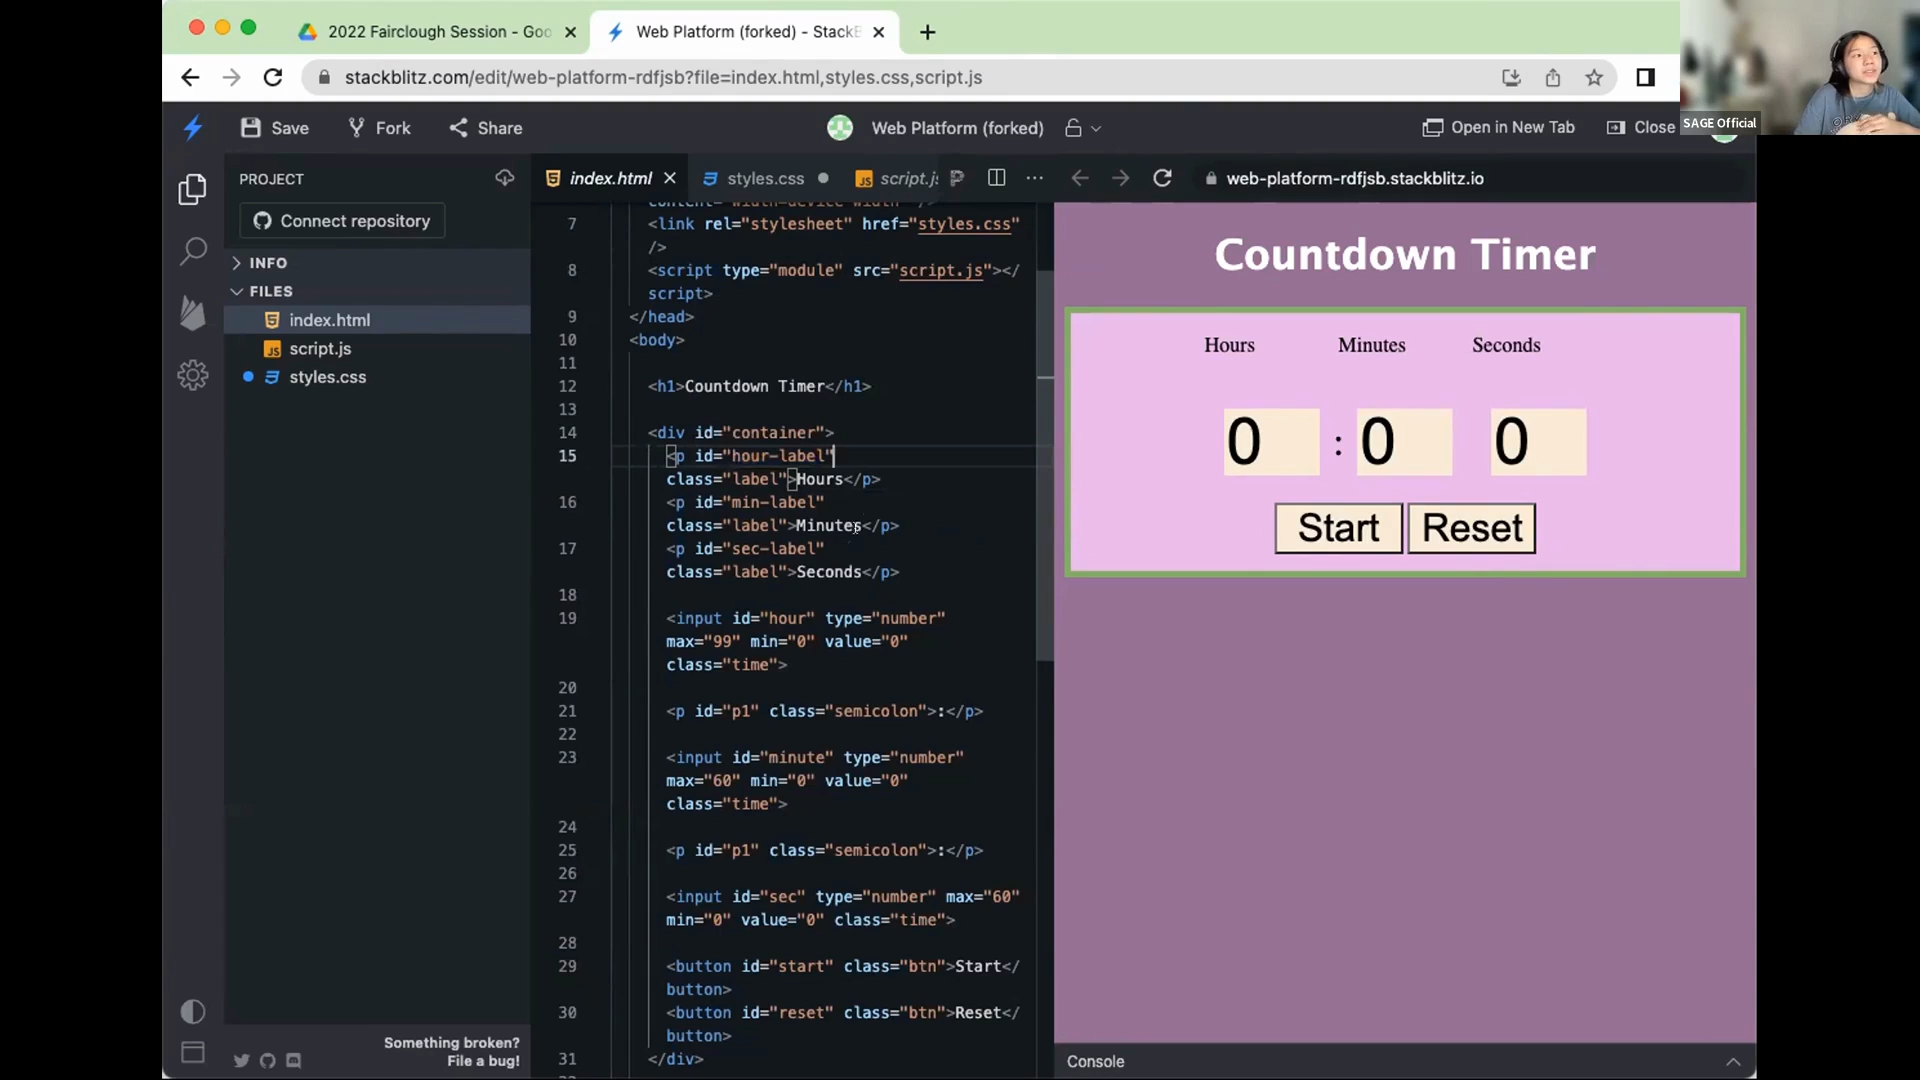 2022 Fairclough Session - Goo
Web Platform (forked) - StackB
stackblitz.com/edit/web-platform-rdfjsb?file=index.html,styles.css,script.js
SAGE Official
Save
Fork
Share
Web Platform (forked)
Open in New Tab
Close
PROJECT
index.html
styles.css
script.js
web-platform-rdfjsb.stackblitz.io
Connect repository
INFO
FILES
index.html
script.js
styles.css
7 <link rel="stylesheet" href="styles.css"
/>
8 <script type="module" src="script.js"></
script>
9 </head>
10 <body>
11
12 <h1>Countdown Timer</h1>
13
14 <div id="container">
15 <p id="hour-label"
class="label">Hours</p>
16 <p id="min-label"
class="label">Minutes</p>
17 <p id="sec-label"
class="label">Seconds</p>
18
19 <input id="hour" type="number"
max="99" min="0" value="0"
class="time">
20
21 <p id="p1" class="semicolon">:</p>
22
23 <input id="minute" type="number"
max="60" min="0" value="0"
class="time">
24
25 <p id="p1" class="semicolon">:</p>
26
27 <input id="sec" type="number" max="60"
min="0" value="0" class="time">
28
29 <button id="start" class="btn">Start</
button>
30 <button id="reset" class="btn">Reset</
button>
31 </div>
Countdown Timer
Hours Minutes Seconds
0 : 0 0
Start Reset
Something broken?
File a bug!
Console